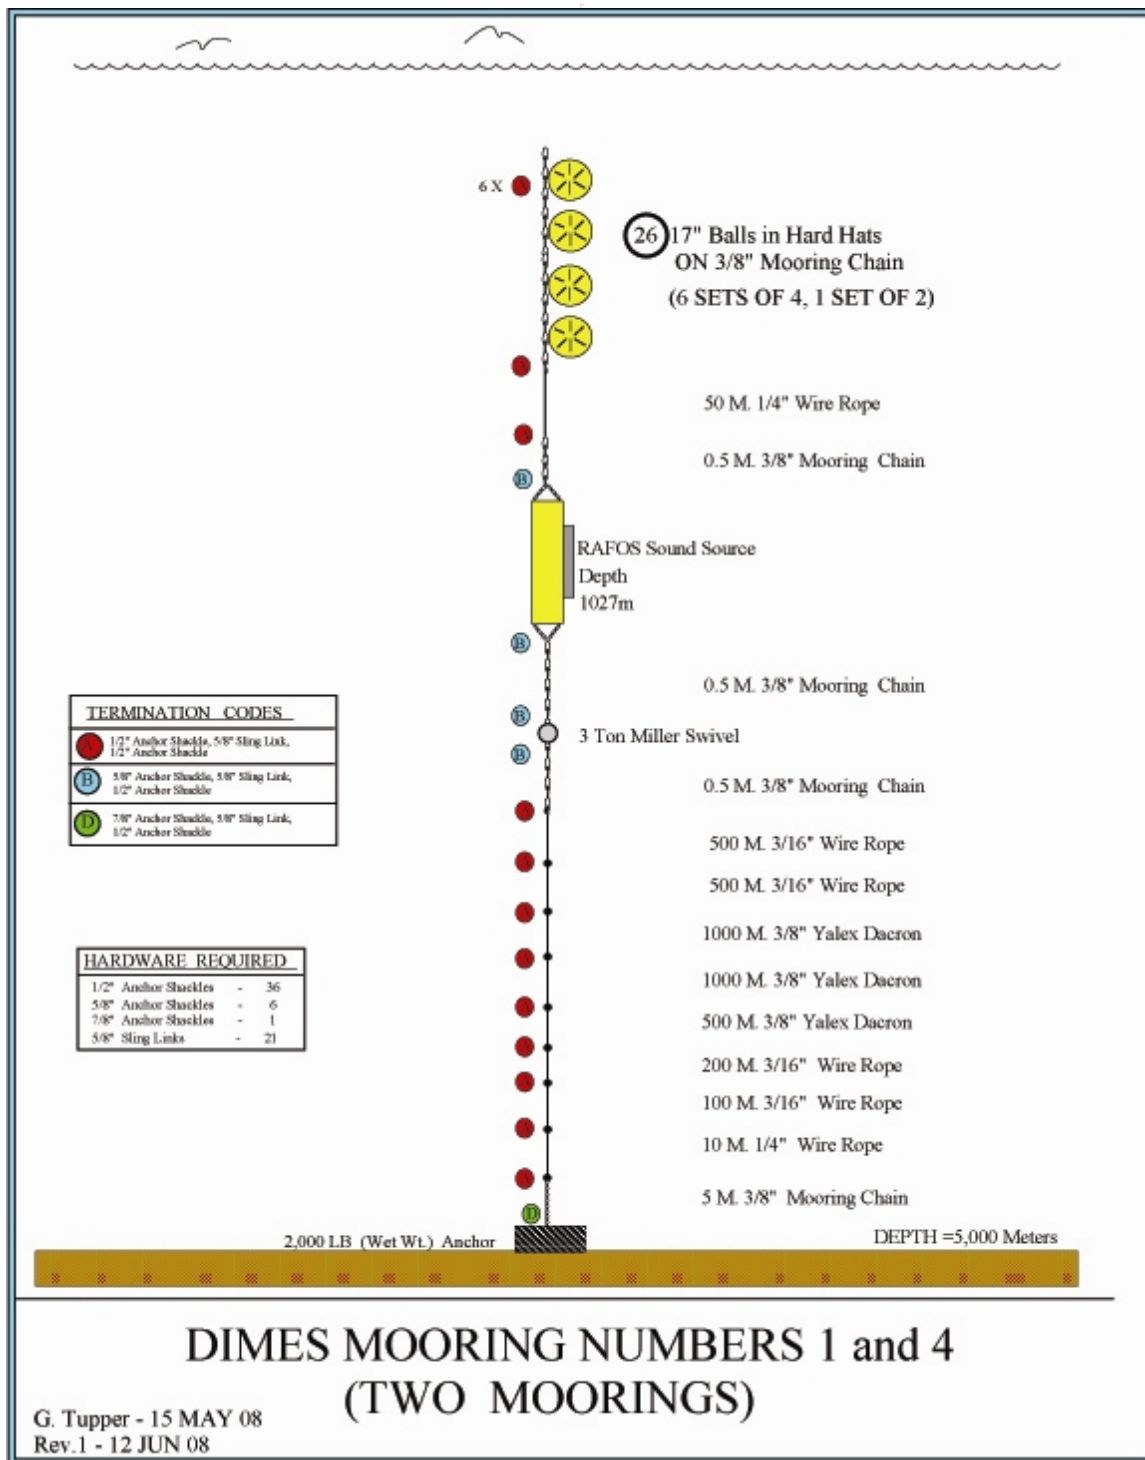 6 X A
26 17" Balls in Hard Hats
ON 3/8" Mooring Chain
(6 SETS OF 4, 1 SET OF 2)
A
50 M. 1/4" Wire Rope
A
0.5 M. 3/8" Mooring Chain
B
RAFOS Sound Source
Depth
1027m
B
0.5 M. 3/8" Mooring Chain
B
3 Ton Miller Swivel
B
0.5 M. 3/8" Mooring Chain
A
500 M. 3/16" Wire Rope
A
500 M. 3/16" Wire Rope
A
1000 M. 3/8" Yalex Dacron
A
1000 M. 3/8" Yalex Dacron
A
500 M. 3/8" Yalex Dacron
A
200 M. 3/16" Wire Rope
A
100 M. 3/16" Wire Rope
A
10 M. 1/4" Wire Rope
A
5 M. 3/8" Mooring Chain
D
2,000 LB (Wet Wt.) Anchor
DEPTH =5,000 Meters
TERMINATION CODES
A 1/2" Anchor Shackle, 5/8" Sling Link,
1/2" Anchor Shackle
B 5/8" Anchor Shackle, 5/8" Sling Link,
1/2" Anchor Shackle
D 7/8" Anchor Shackle, 5/8" Sling Link,
1/2" Anchor Shackle
HARDWARE REQUIRED
1/2" Anchor Shackles - 36
5/8" Anchor Shackles - 6
7/8" Anchor Shackles - 1
5/8" Sling Links - 21
DIMES MOORING NUMBERS 1 and 4
(TWO MOORINGS)
G. Tupper - 15 MAY 08
Rev.1 - 12 JUN 08